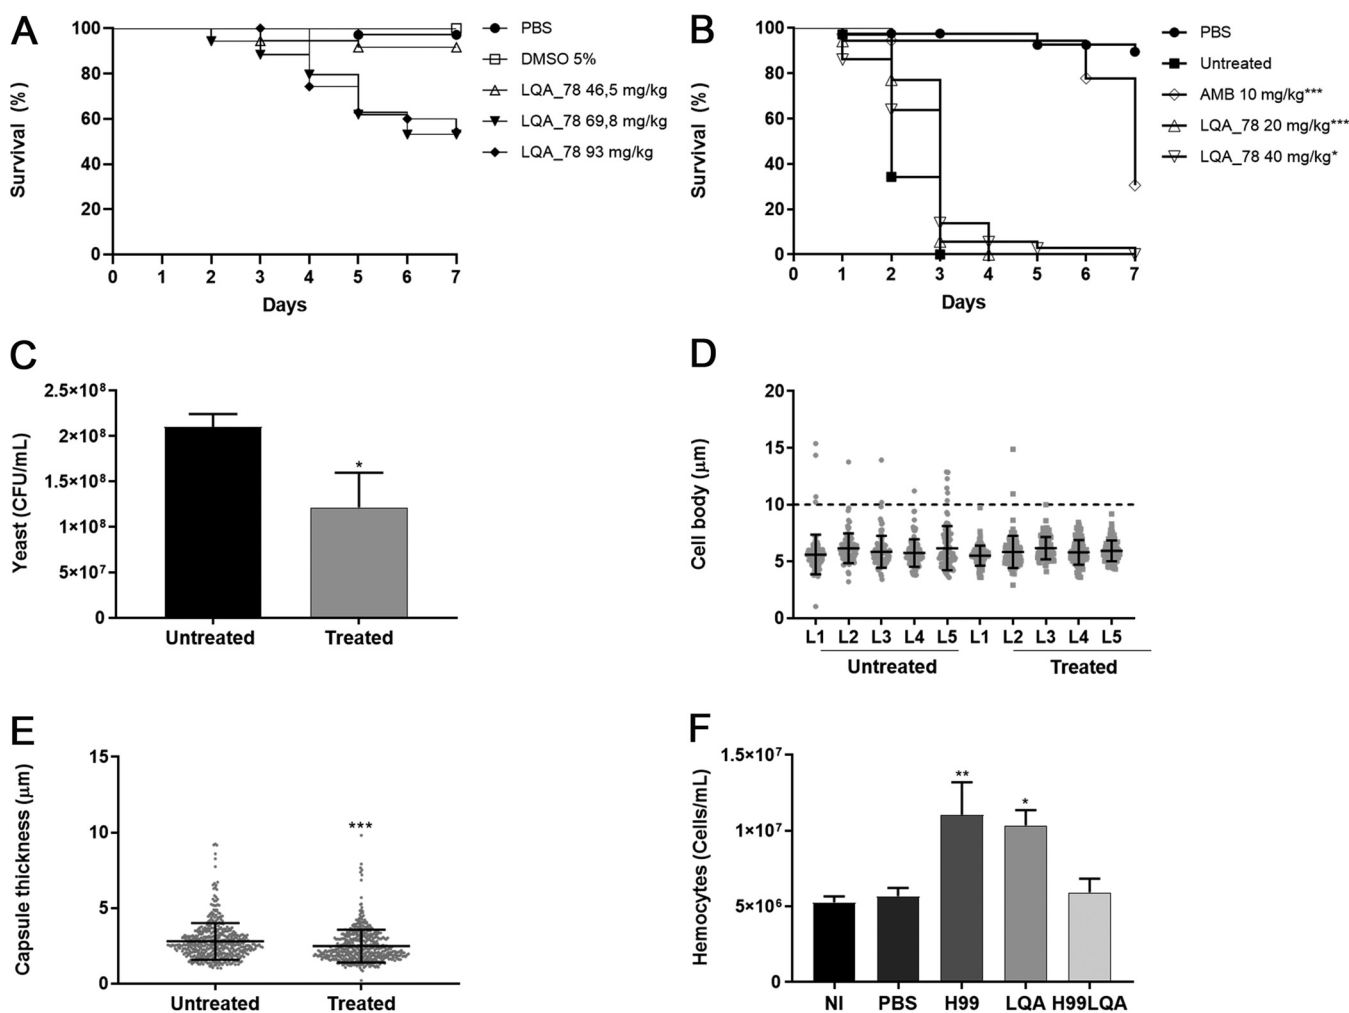 A
100
80
60
40
20
0
Survival (%)
0 1 2 3 4 5 6 7
Days
PBS
DMSO 5%
LQA_78 46,5 mg/kg
LQA_78 69,8 mg/kg
LQA_78 93 mg/kg
B
100
80
60
40
20
0
Survival (%)
0 1 2 3 4 5 6 7
Days
PBS
Untreated
AMB 10 mg/kg***
LQA_78 20 mg/kg***
LQA_78 40 mg/kg*
C
2.5×10⁸
2×10⁸
1.5×10⁸
1×10⁸
5×10⁷
0
Yeast (CFU/mL)
*
Untreated Treated
D
20
15
10
5
0
Cell body (μm)
L1 L2 L3 L4 L5 L1 L2 L3 L4 L5
Untreated Treated
E
15
10
5
0
Capsule thickness (μm)
***
Untreated Treated
F
1.5×10⁷
1×10⁷
5×10⁶
0
Hemocytes (Cells/mL)
**
*
NI PBS H99 LQA H99LQA